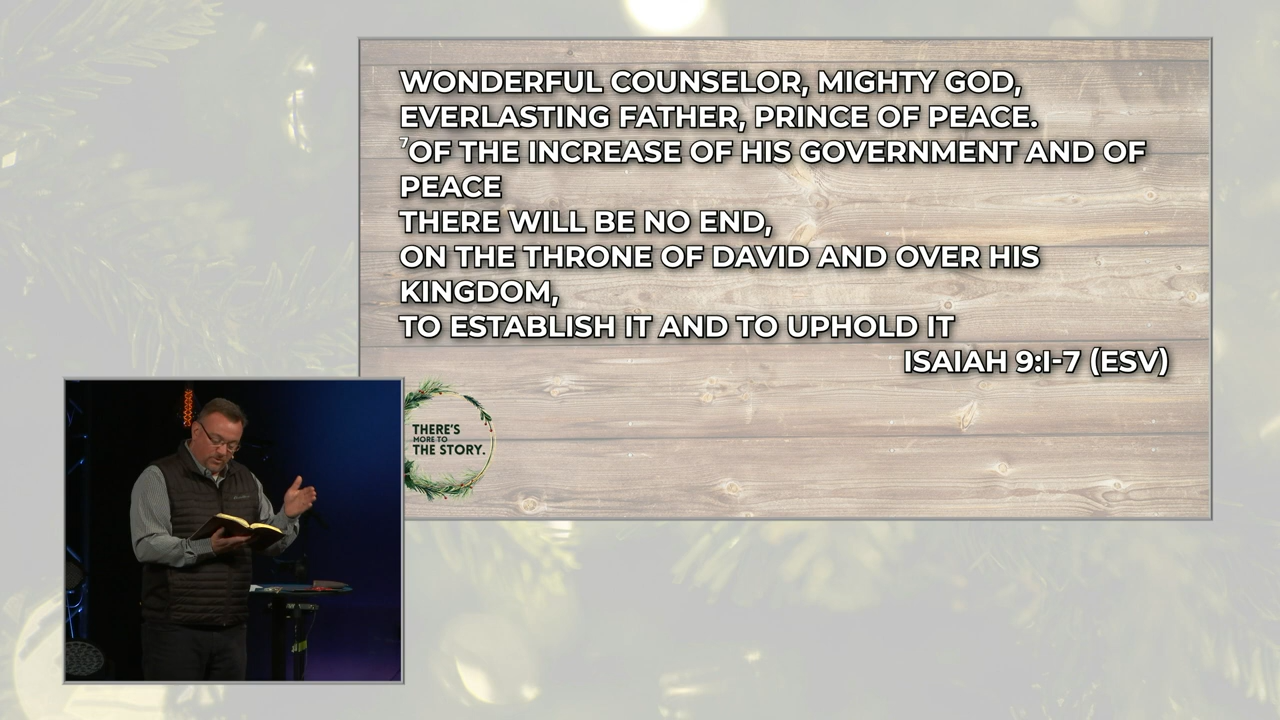 WONDERFUL COUNSELOR, MIGHTY GOD,
EVERLASTING FATHER, PRINCE OF PEACE.
⁷OF THE INCREASE OF HIS GOVERNMENT AND OF
PEACE
THERE WILL BE NO END,
ON THE THRONE OF DAVID AND OVER HIS
KINGDOM,
TO ESTABLISH IT AND TO UPHOLD IT
ISAIAH 9:1-7 (ESV)
THERE'S
MORE TO
THE STORY.